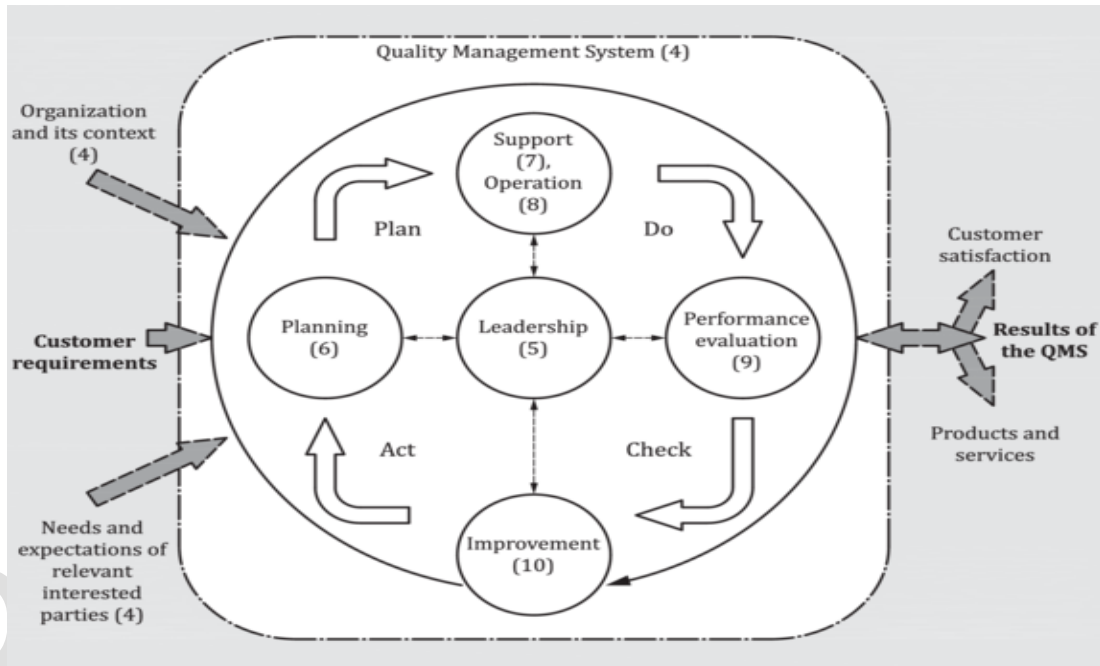 Quality Management System (4)
Organization
and its context
(4)
Support
(7),
Operation
(8)
Plan
Do
Customer
satisfaction
Planning
(6)
Leadership
(5)
Performance
evaluation
(9)
Customer
requirements
Results of
the QMS
Act
Check
Products and
services
Needs and
expectations of
relevant
interested
parties (4)
Improvement
(10)